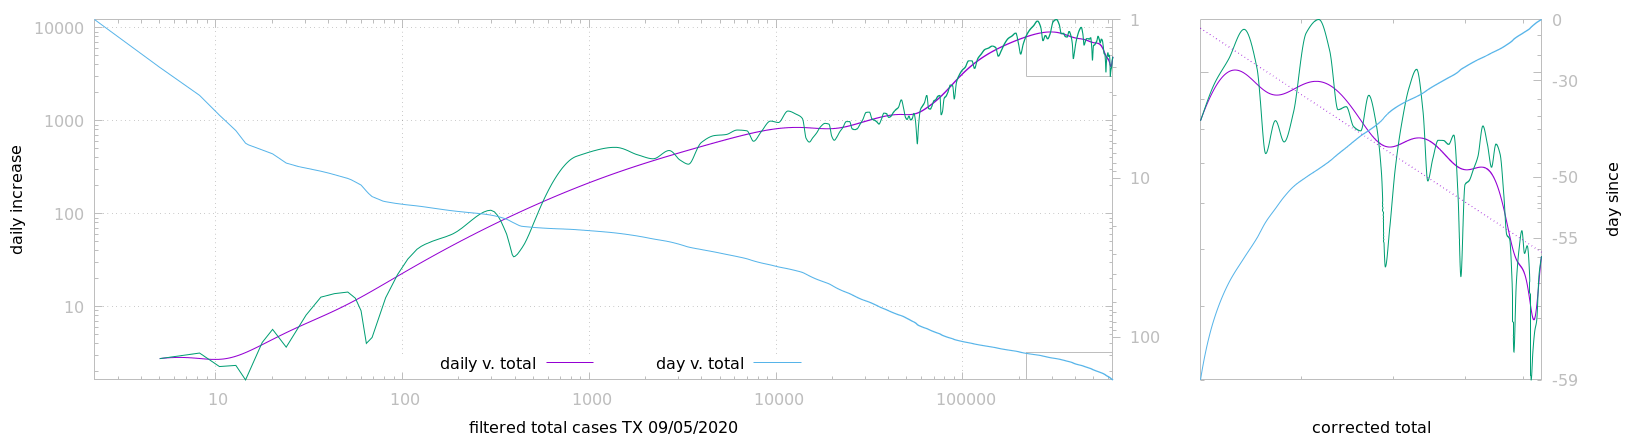 10000
1000
100
10
daily increase
10
100
1000
10000
100000
1
10
100
daily v. total
day v. total
filtered total cases TX 09/05/2020
0
-30
-50
-55
-59
day since
corrected total